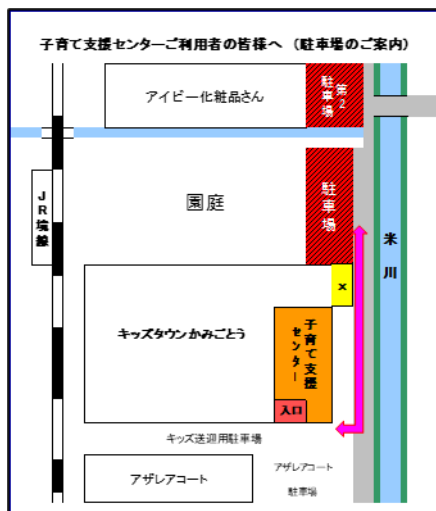 子育て支援センターご利用者の皆様へ（駐車場のご案内）
アイビー化粧品さん
第2
駐車場
JR境線
園庭
駐車場
米川
×
キッズタウンかみごとう
子育て支援
センター
入口
キッズ送迎用駐車場
アザレアコート
アザレアコート
駐車場